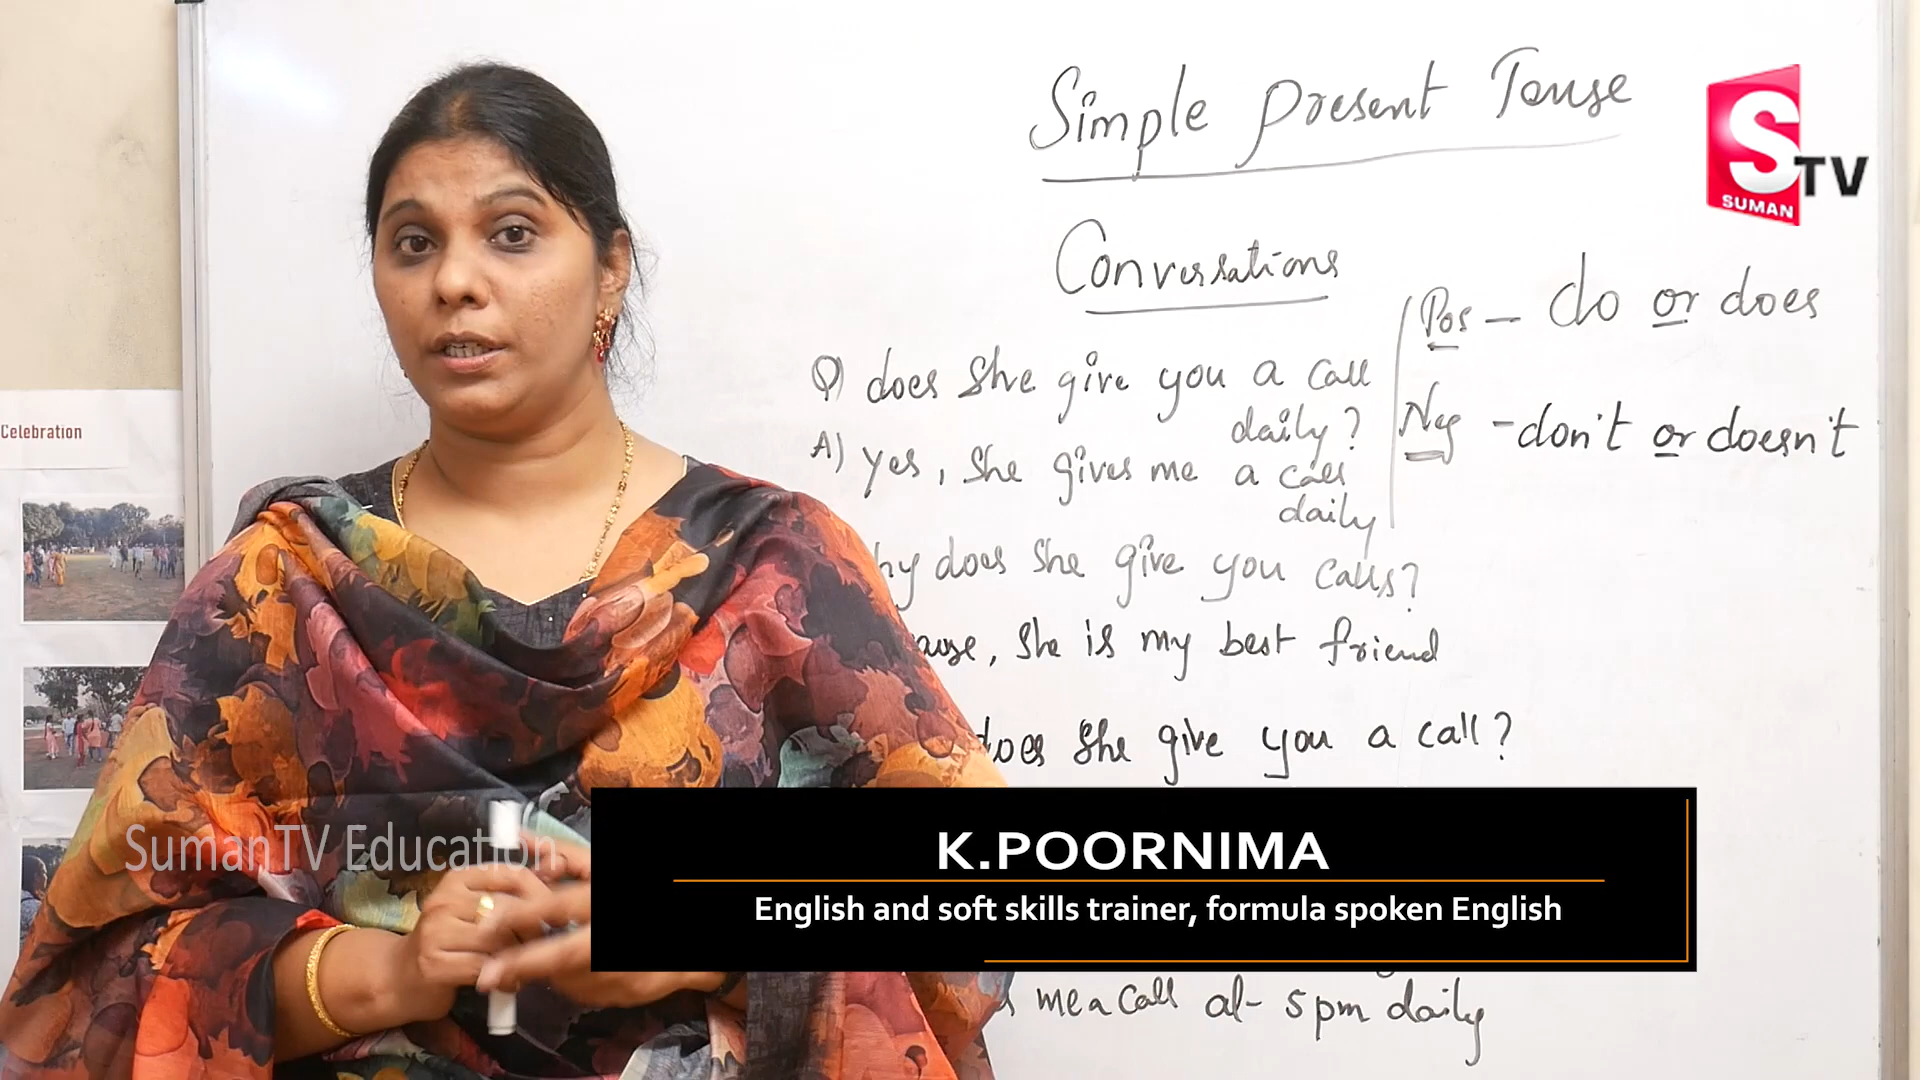 Simple Present Tense
S TV
SUMAN
Conversations
Pos - do or does
Q) does she give you a call
daily?
Neg - don't or doesn't
A) yes, she gives me a call
daily
Celebration
does she give you calls?
she is my best friend
does she give you a call?
SumanTV Education
K.POORNIMA
English and soft skills trainer, formula spoken English
me a call at 5 pm daily